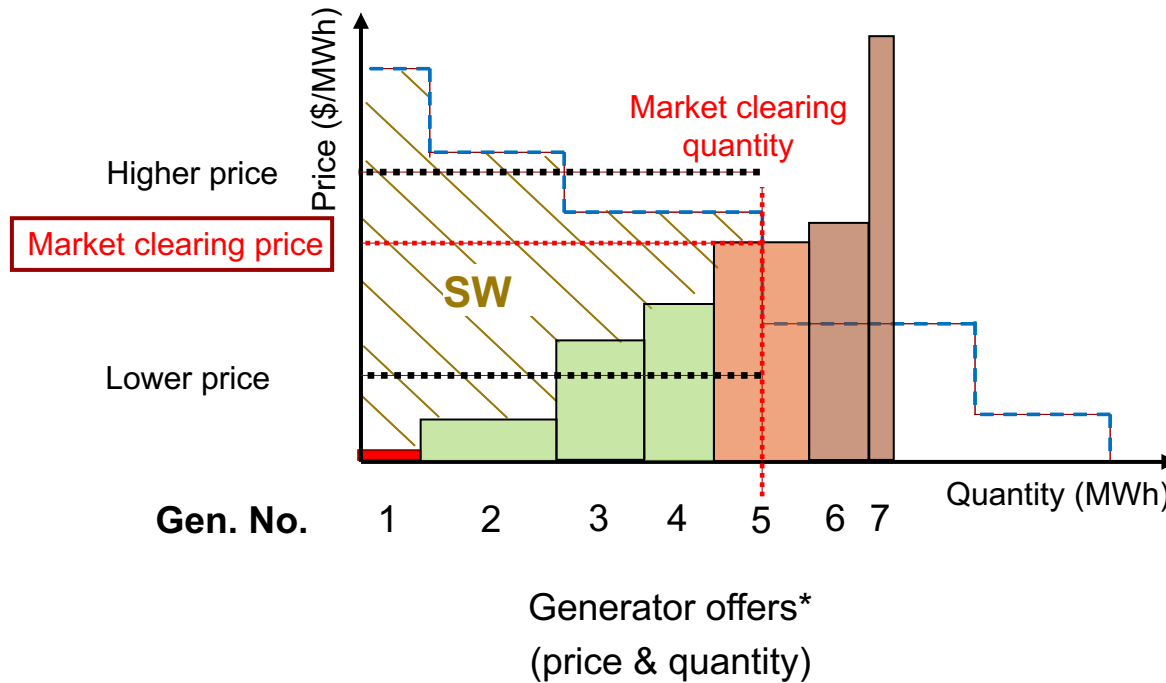 Price ($/MWh)
Market clearing
quantity
Higher price
Market clearing price
SW
Lower price
Quantity (MWh)
Gen. No. 1 2 3 4 5 6 7
Generator offers*
(price & quantity)